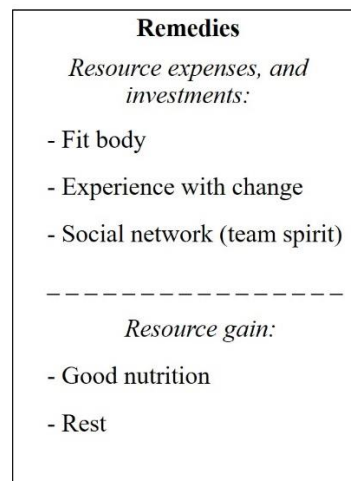 Remedies
Resource expenses, and
investments:
- Fit body
- Experience with change
- Social network (team spirit)
Resource gain:
- Good nutrition
- Rest